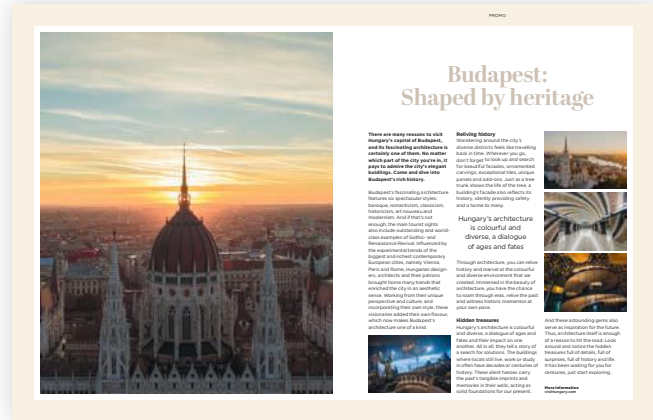 PROMO
Budapest:
Shaped by heritage
There are many reasons to visit
Hungary's capital of Budapest,
and its fascinating architecture is
certainly one of them. No matter
which part of the city you're in, it
pays to admire the city's elegant
buildings. Come and dive into
Budapest's rich history.
Budapest's fascinating architecture
features six spectacular styles:
baroque, romanticism, classicism,
historicism, art nouveau and
modernism. And if that's not
enough, the main tourist sights
also include outstanding and world-
class examples of Gothic- and
Renaissance Revival. Influenced by
the experimental trends of the
biggest and richest contemporary
European cities, namely Vienna,
Paris and Rome, Hungarian design-
ers, architects and their patrons
brought home many trends that
enriched the city in an aesthetic
sense. Working from their unique
perspective and culture, and
incorporating their own style, these
visionaries added their own flavour,
which now makes Budapest's
architecture one of a kind.
Reliving history
Wandering around the city's
diverse districts feels like traveling
back in time. Wherever you go,
don't forget to look up and search
for beautiful facades, ornamented
carvings, exceptional tiles, unique
panels and add-ons. Just as a tree
trunk shows the life of the tree, a
building's facade also reflects its
history, silently providing safety
and a home to many.
Hungary's architecture
is colourful and
diverse, a dialogue
of ages and fates
Through architecture, you can relive
history and marvel at the colourful
and diverse environment that we
created. Immersed in the beauty of
architecture, you have the chance
to roam through eras, relive the past
and witness historic mementos at
your own pace.
Hidden treasures
Hungary's architecture is colourful
and diverse, a dialogue of ages and
fates and their impact on one
another. All in all, they tell a story of
a search for solutions. The buildings
where locals still live, work or study
in often have decades or centuries of
history. These silent heroes carry
the past's tangible imprints and
memories in their walls, acting as
solid foundations for our present.
And these astounding gems also
serve as inspiration for the future.
Thus, architecture itself is enough
of a reason to hit the road. Look
around and notice the hidden
treasures full of details, full of
surprises, full of history and life.
It has been waiting for you for
centuries, just start exploring.
More information
visithungary.com